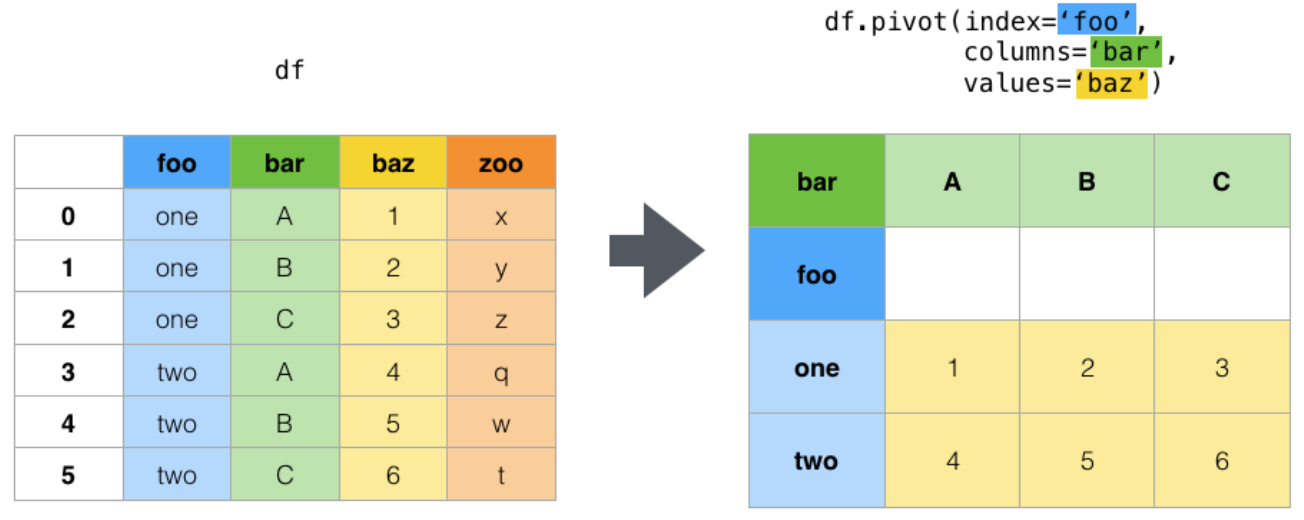 df
foo bar baz zoo
0 one A 1 x
1 one B 2 y
2 one C 3 z
3 two A 4 q
4 two B 5 w
5 two C 6 t
df.pivot(index=‘foo’,
columns=‘bar’,
values=‘baz’)
bar A B C
foo
one 1 2 3
two 4 5 6